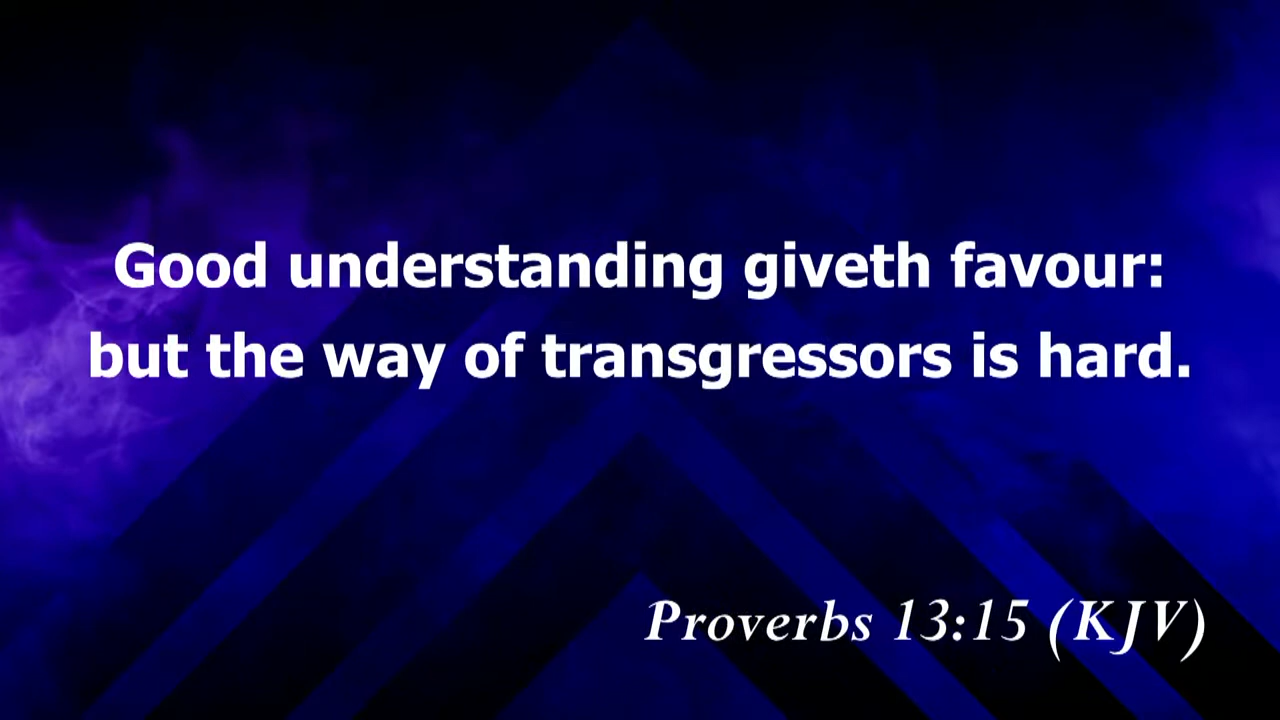 Good understanding giveth favour:
but the way of transgressors is hard.
Proverbs 13:15 (KJV)